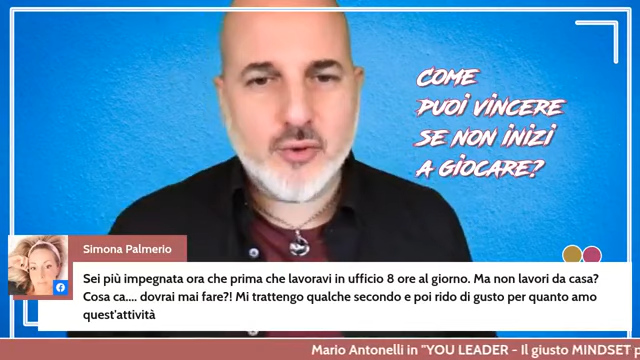 COME
PUOI VINCERE
SE NON INIZI
A GIOCARE?
Simona Palmerio
Sei più impegnata ora che prima che lavoravi in ufficio 8 ore al giorno. Ma non lavori da casa?
Cosa ca.... dovrai mai fare?! Mi trattengo qualche secondo e poi rido di gusto per quanto amo
quest'attività
Mario Antonelli in "YOU LEADER - Il giusto MINDSET p